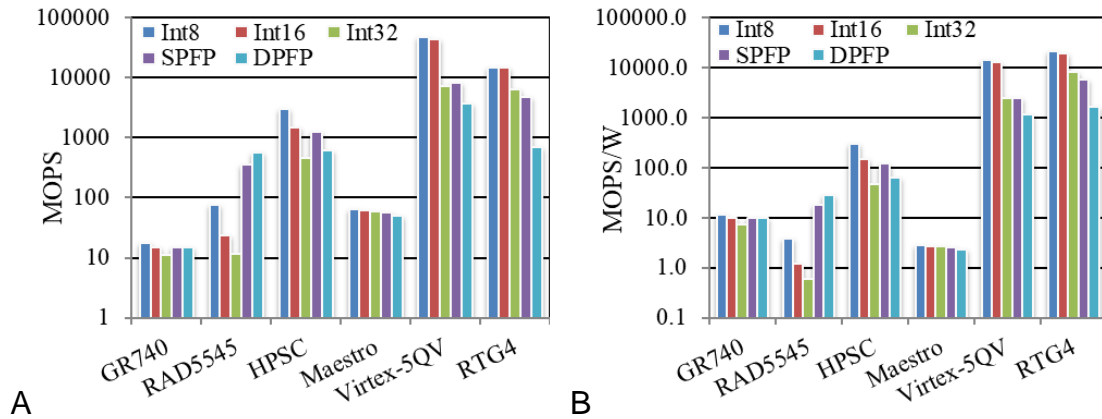 100000
10000
1000
100
10
1
MOPS
Int8 Int16 Int32
SPFP DPFP
GR740
RAD5545
HPSC
Maestro
Virtex-5QV
RTG4
A
100000.0
10000.0
1000.0
100.0
10.0
1.0
0.1
MOPS/W
Int8 Int16 Int32
SPFP DPFP
GR740
RAD5545
HPSC
Maestro
Virtex-5QV
RTG4
B